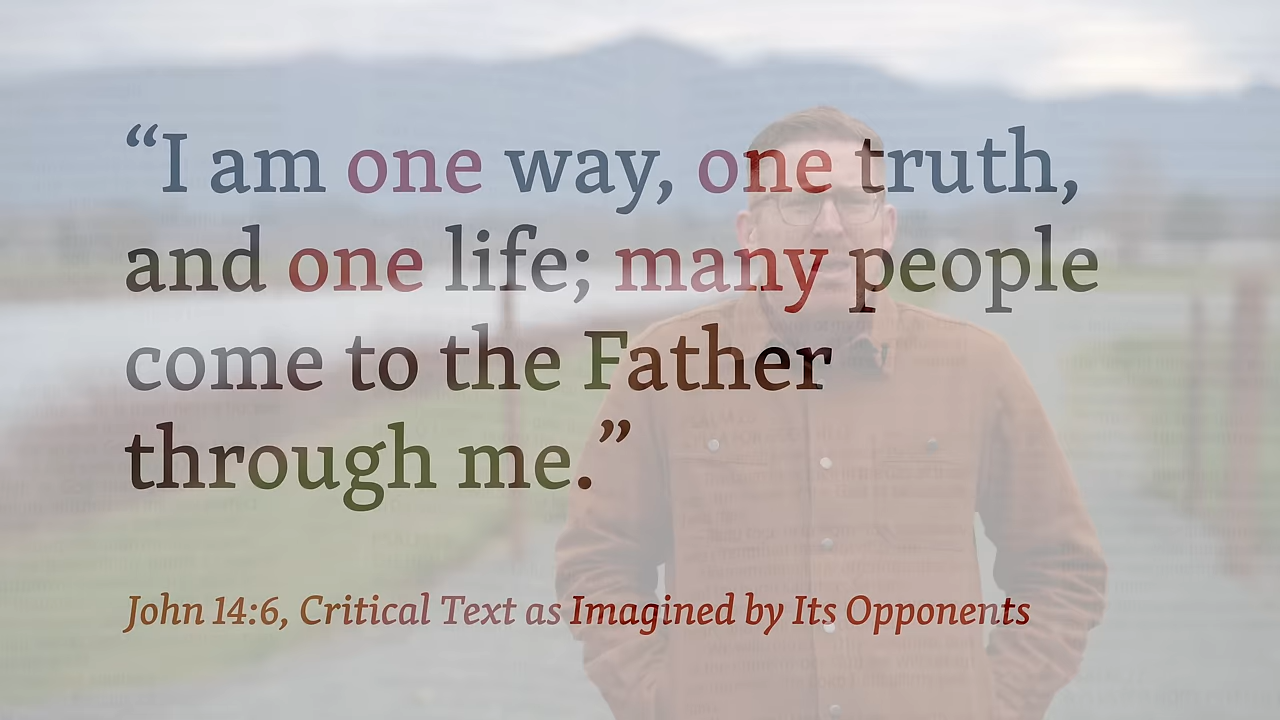 “I am one way, one truth,
and one life; many people
come to the Father
through me.”
John 14:6, Critical Text as Imagined by Its Opponents